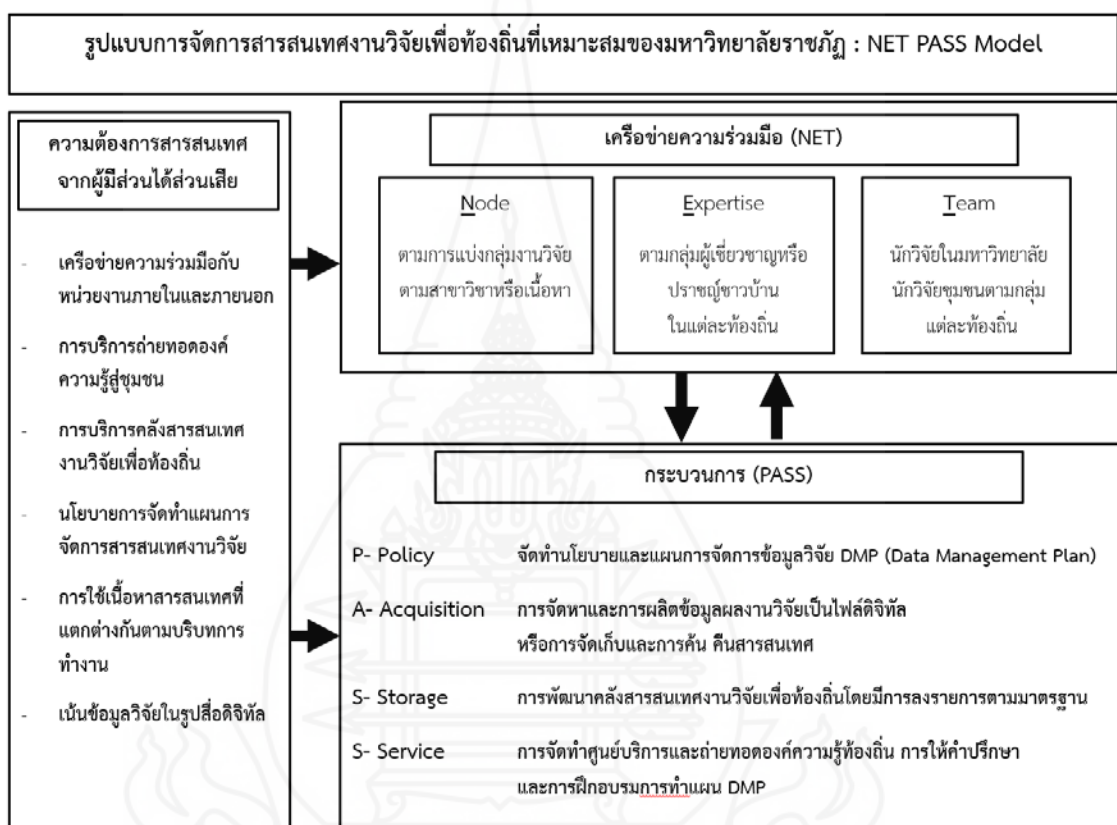 รูปแบบการจัดการสารสนเทศงานวิจัยเพื่อท้องถิ่นที่เหมาะสมของมหาวิทยาลัยราชภัฏ : NET PASS Model
ความต้องการสารสนเทศ
จากผู้มีส่วนได้ส่วนเสีย
- เครือข่ายความร่วมมือกับ
หน่วยงานภายในและภายนอก
- การบริการถ่ายทอดองค์
ความรู้สู่ชุมชน
- การบริการคลังสารสนเทศ
งานวิจัยเพื่อท้องถิ่น
- นโยบายการจัดทำแผนการ
จัดการสารสนเทศงานวิจัย
- การใช้เนื้อหาสารสนเทศที่
แตกต่างกันตามบริบทการ
ทำงาน
- เน้นข้อมูลวิจัยในรูปสื่อดิจิทัล
เครือข่ายความร่วมมือ (NET)
Node
ตามการแบ่งกลุ่มงานวิจัย
ตามสาขาวิชาหรือเนื้อหา
Expertise
ตามกลุ่มผู้เชี่ยวชาญหรือ
ปราชญ์ชาวบ้าน
ในแต่ละท้องถิ่น
Team
นักวิจัยในมหาวิทยาลัย
นักวิจัยชุมชนตามกลุ่ม
แต่ละท้องถิ่น
กระบวนการ (PASS)
P- Policy จัดทำนโยบายและแผนการจัดการข้อมูลวิจัย DMP (Data Management Plan)
A- Acquisition การจัดหาและการผลิตข้อมูลผลงานวิจัยเป็นไฟล์ดิจิทัล
หรือการจัดเก็บและการค้น คืนสารสนเทศ
S- Storage การพัฒนาคลังสารสนเทศงานวิจัยเพื่อท้องถิ่นโดยมีการลงรายการตามมาตรฐาน
S- Service การจัดทำศูนย์บริการและถ่ายทอดองค์ความรู้ท้องถิ่น การให้คำปรึกษา
และการฝึกอบรมการทำแผน DMP